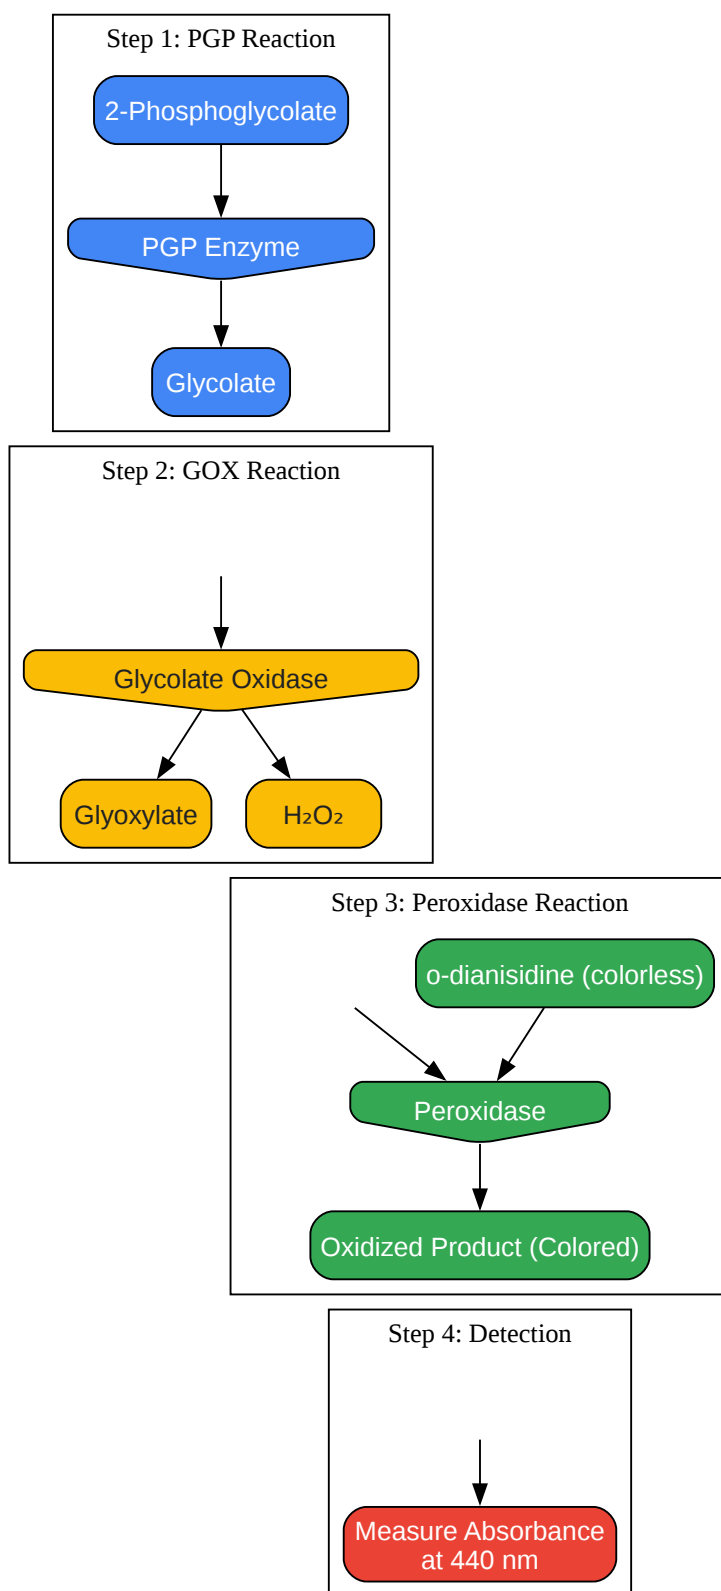 Step 1: PGP Reaction
2-Phosphoglycolate
PGP Enzyme
Glycolate
Step 2: GOX Reaction
Glycolate Oxidase
Glyoxylate
H₂O₂
Step 3: Peroxidase Reaction
o-dianisidine (colorless)
Peroxidase
Oxidized Product (Colored)
Step 4: Detection
Measure Absorbance
at 440 nm